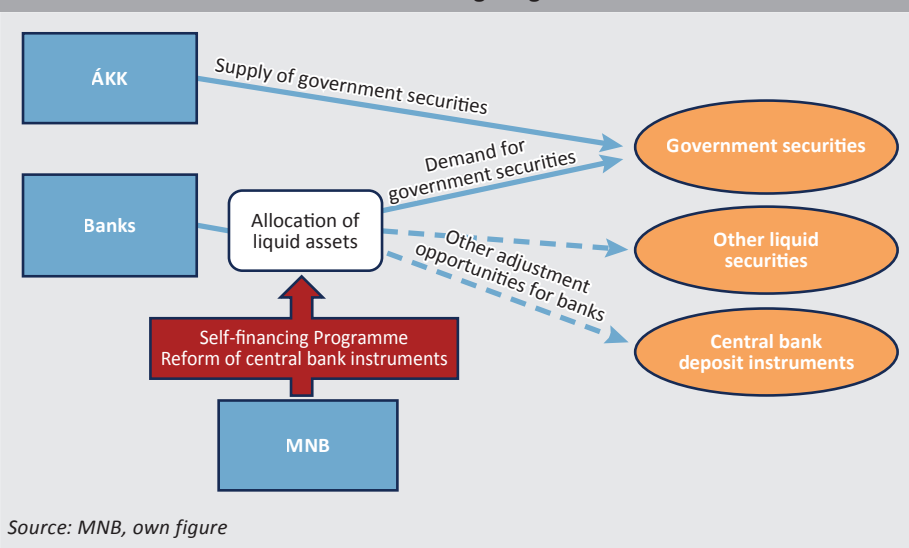 ÁKK
Supply of government securities
Government securities
Demand for
government securities
Banks
Allocation of
liquid assets
Other liquid
securities
Other adjustment
opportunities for banks
Self-financing Programme
Reform of central bank instruments
Central bank
deposit instruments
MNB
Source: MNB, own figure